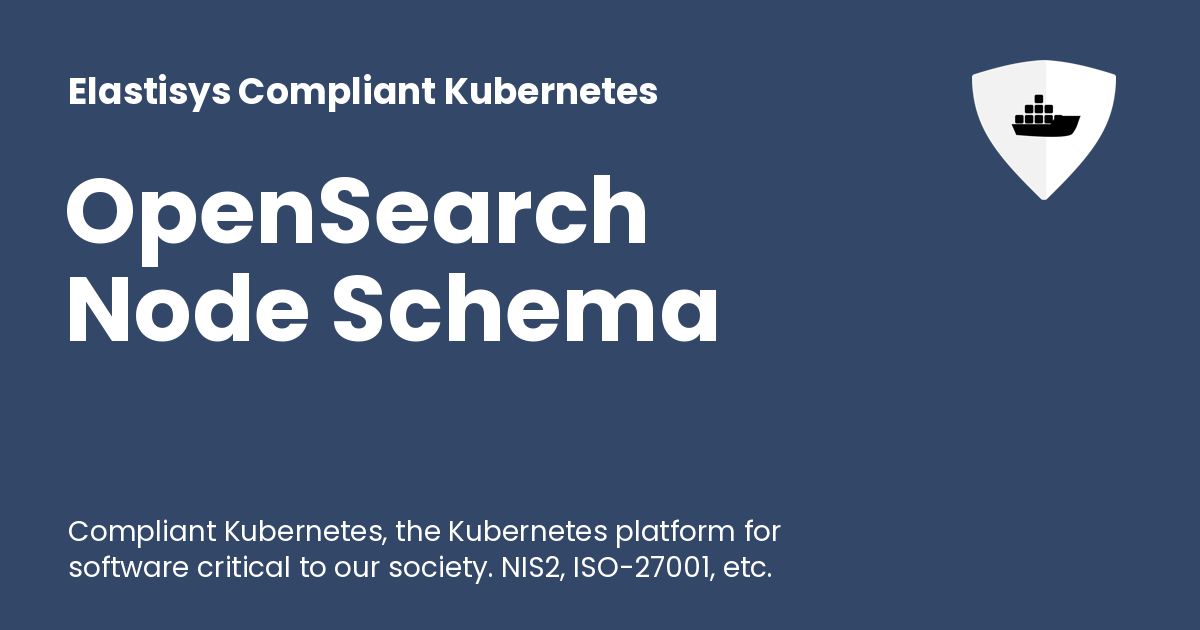 Elastisys Compliant Kubernetes
OpenSearch
Node Schema
Compliant Kubernetes, the Kubernetes platform for
software critical to our society. NIS2, ISO-27001, etc.